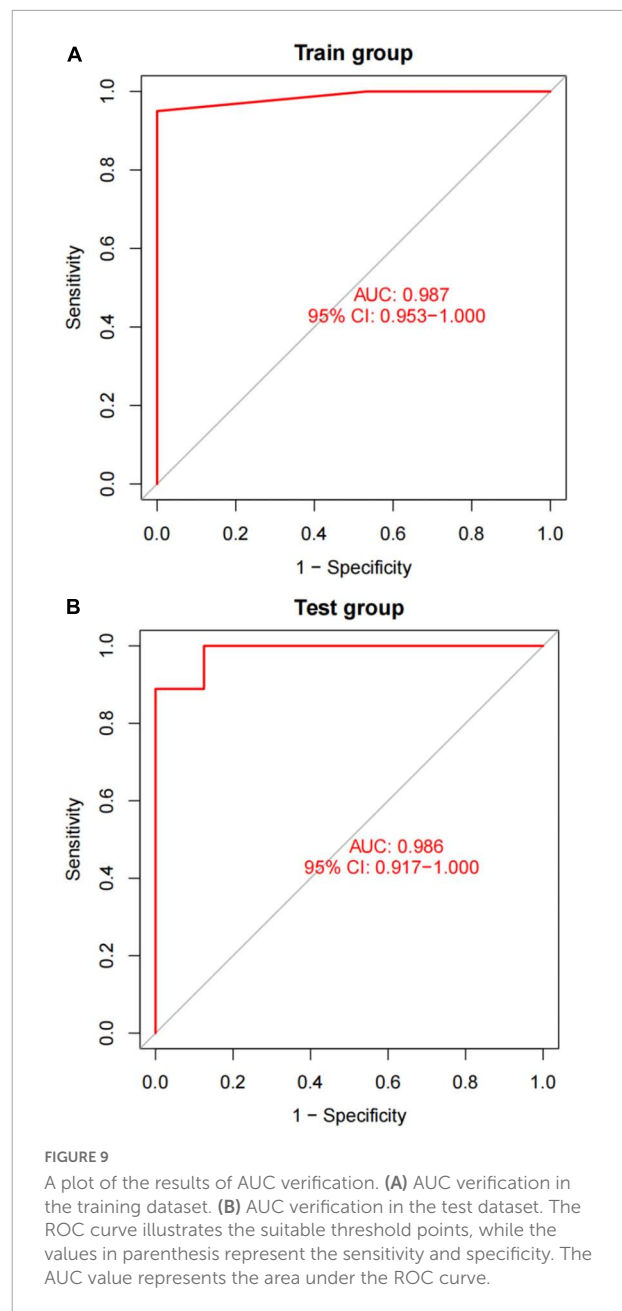 A
Train group
1.0
0.8
0.6
0.4
0.2
0.0
Sensitivity
AUC: 0.987
95% CI: 0.953−1.000
0.0 0.2 0.4 0.6 0.8 1.0
1 − Specificity
B
Test group
1.0
0.8
0.6
0.4
0.2
0.0
Sensitivity
AUC: 0.986
95% CI: 0.917−1.000
0.0 0.2 0.4 0.6 0.8 1.0
1 − Specificity
FIGURE 9
A plot of the results of AUC verification. (A) AUC verification in
the training dataset. (B) AUC verification in the test dataset. The
ROC curve illustrates the suitable threshold points, while the
values in parenthesis represent the sensitivity and specificity. The
AUC value represents the area under the ROC curve.